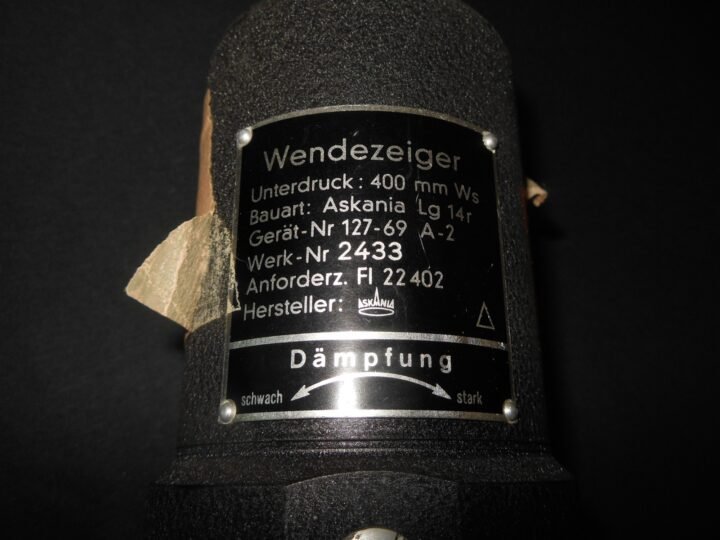 Wendezeiger
Unterdruck: 400 mm Ws
Bauart: Askania Lg 14r
Gerät-Nr 127-69 A-2
Werk-Nr 2433
Anforderz. Fl 22402
Hersteller: ASKANIA
Dämpfung
schwach stark